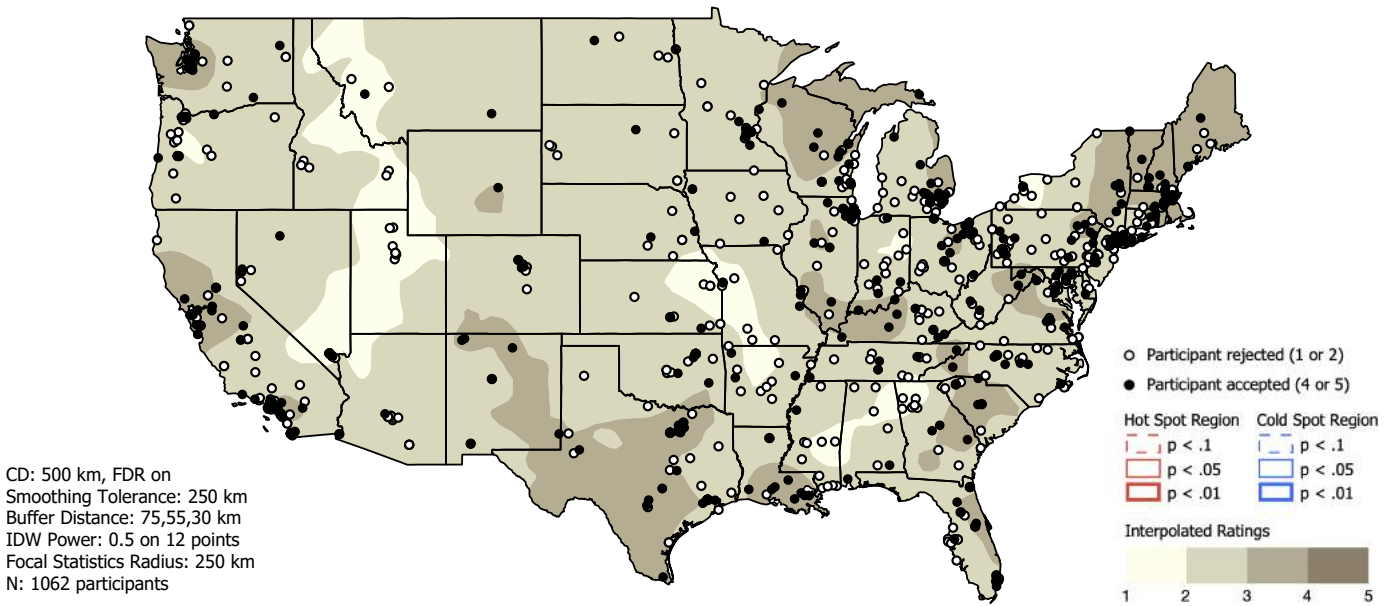 Participant rejected (1 or 2)
Participant accepted (4 or 5)
Hot Spot Region Cold Spot Region
p < .1 p < .1
p < .05 p < .05
p < .01 p < .01
Interpolated Ratings
1 2 3 4 5
CD: 500 km, FDR on
Smoothing Tolerance: 250 km
Buffer Distance: 75,55,30 km
IDW Power: 0.5 on 12 points
Focal Statistics Radius: 250 km
N: 1062 participants